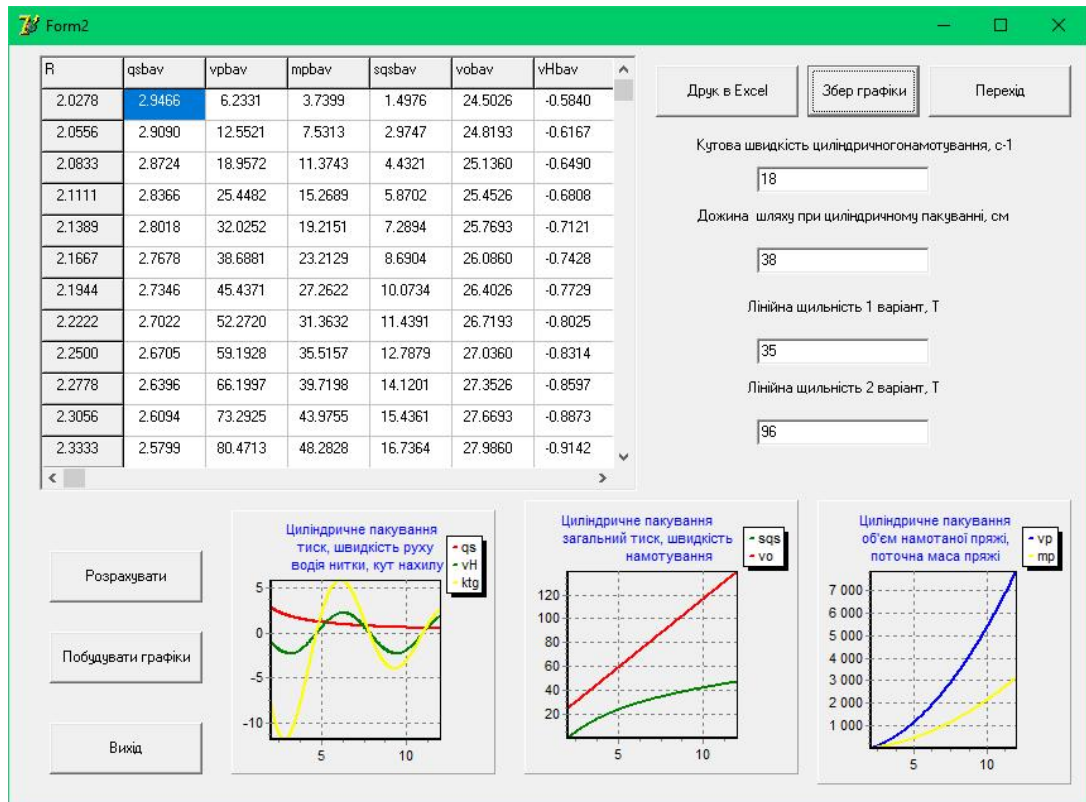 Form2
R qsbav vpbav mpbav sqsbav vobav vHbav
2.0278 2.9466 6.2331 3.7399 1.4976 24.5026 -0.5840
2.0556 2.9090 12.5521 7.5313 2.9747 24.8193 -0.6167
2.0833 2.8724 18.9572 11.3743 4.4321 25.1360 -0.6490
2.1111 2.8366 25.4482 15.2689 5.8702 25.4526 -0.6808
2.1389 2.8018 32.0252 19.2151 7.2894 25.7693 -0.7121
2.1667 2.7678 38.6881 23.2129 8.6904 26.0860 -0.7428
2.1944 2.7346 45.4371 27.2622 10.0734 26.4026 -0.7729
2.2222 2.7022 52.2720 31.3632 11.4391 26.7193 -0.8025
2.2500 2.6705 59.1928 35.5157 12.7879 27.0360 -0.8314
2.2778 2.6396 66.1997 39.7198 14.1201 27.3526 -0.8597
2.3056 2.6094 73.2925 43.9755 15.4361 27.6693 -0.8873
2.3333 2.5799 80.4713 48.2828 16.7364 27.9860 -0.9142
Друк в Excel
Збер графіки
Перехід
Кутова швидкість циліндричногонамотування, с-1
18
Дожина шляху при циліндричному пакуванні, см
38
Лінійна щильність 1 варіант, Т
35
Лінійна щильність 2 варіант, Т
96
Розрахувати
Побудувати графіки
Вихід
Циліндричне пакування
тиск, швидкість руху
водія нитки, кут нахилу
qs
vH
ktg
5
0
-5
-10
5 10
Циліндричне пакування
загальний тиск, швидкість
намотування
sqs
vo
120
100
80
60
40
20
5 10
Циліндричне пакування
об'єм намотаної пряжі,
поточна маса пряжі
vp
mp
7 000
6 000
5 000
4 000
3 000
2 000
1 000
5 10